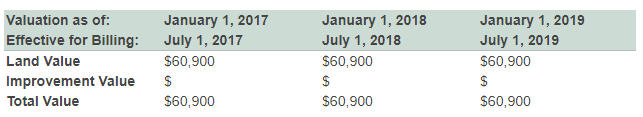 Valuation as of: January 1, 2017 January 1, 2018 January 1, 2019
Effective for Billing: July 1, 2017 July 1, 2018 July 1, 2019
Land Value $60,900 $60,900 $60,900
Improvement Value $ $ $
Total Value $60,900 $60,900 $60,900